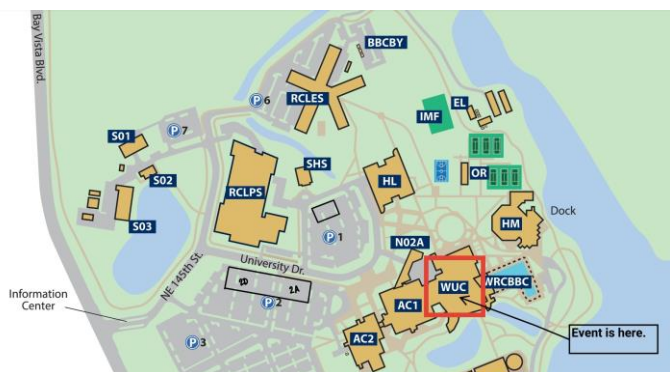 Bay Vista Blvd.
BBCBY
RCLES
P 6
EL
IMF
S01
P 7
S02
SHS
RCLPS
HL
OR
S03
HM
Dock
P 1
N02A
University Dr.
NE 145th St.
WUC
WRCBBC
Information
Center
2D
2A
P 2
AC1
Event is here.
P 3
AC2